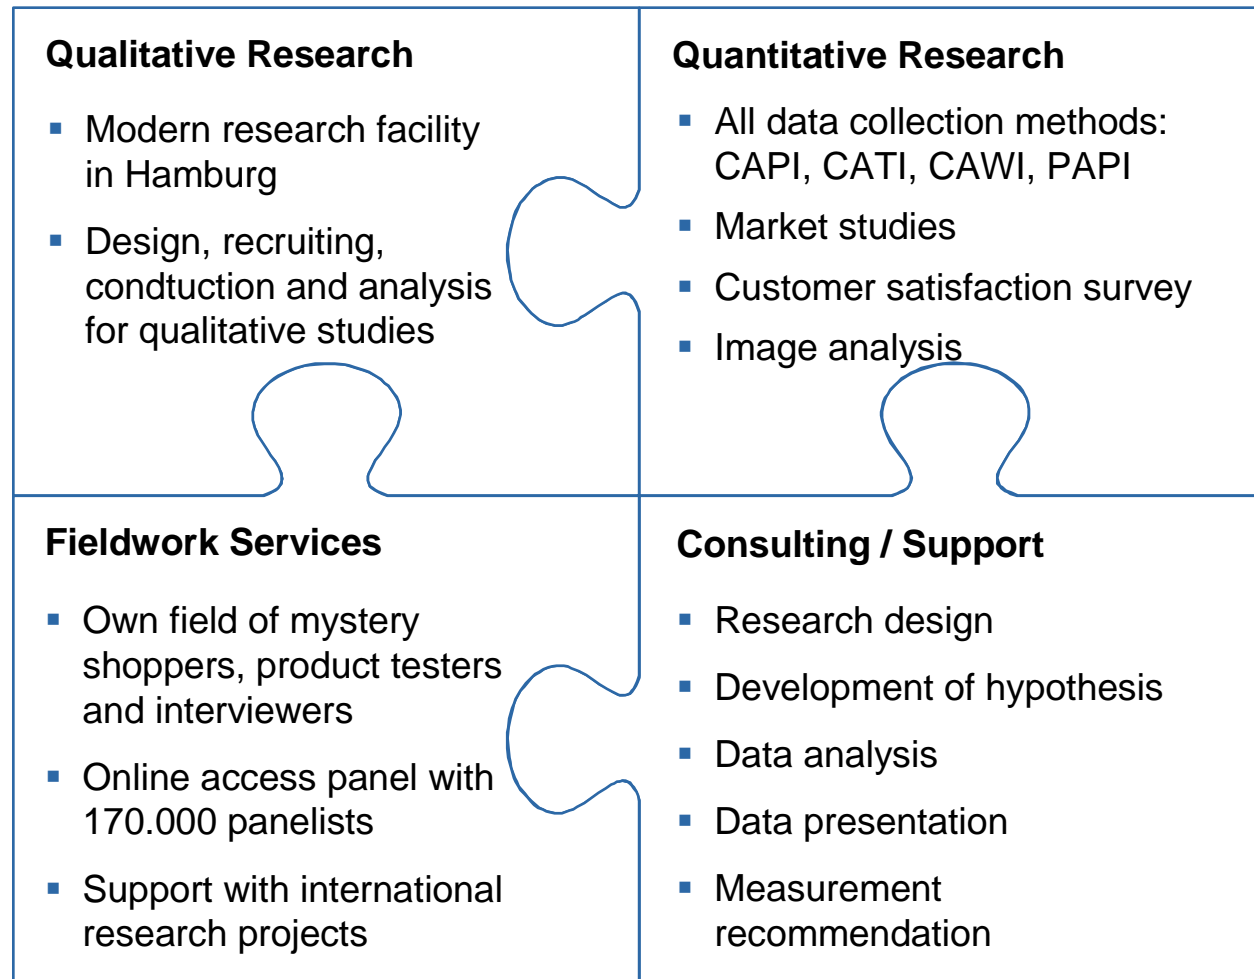 Qualitative Research
▪ Modern research facility
in Hamburg
▪ Design, recruiting,
condtuction and analysis
for qualitative studies
Quantitative Research
▪ All data collection methods:
CAPI, CATI, CAWI, PAPI
▪ Market studies
▪ Customer satisfaction survey
▪ Image analysis
Fieldwork Services
▪ Own field of mystery
shoppers, product testers
and interviewers
▪ Online access panel with
170.000 panelists
▪ Support with international
research projects
Consulting / Support
▪ Research design
▪ Development of hypothesis
▪ Data analysis
▪ Data presentation
▪ Measurement
recommendation